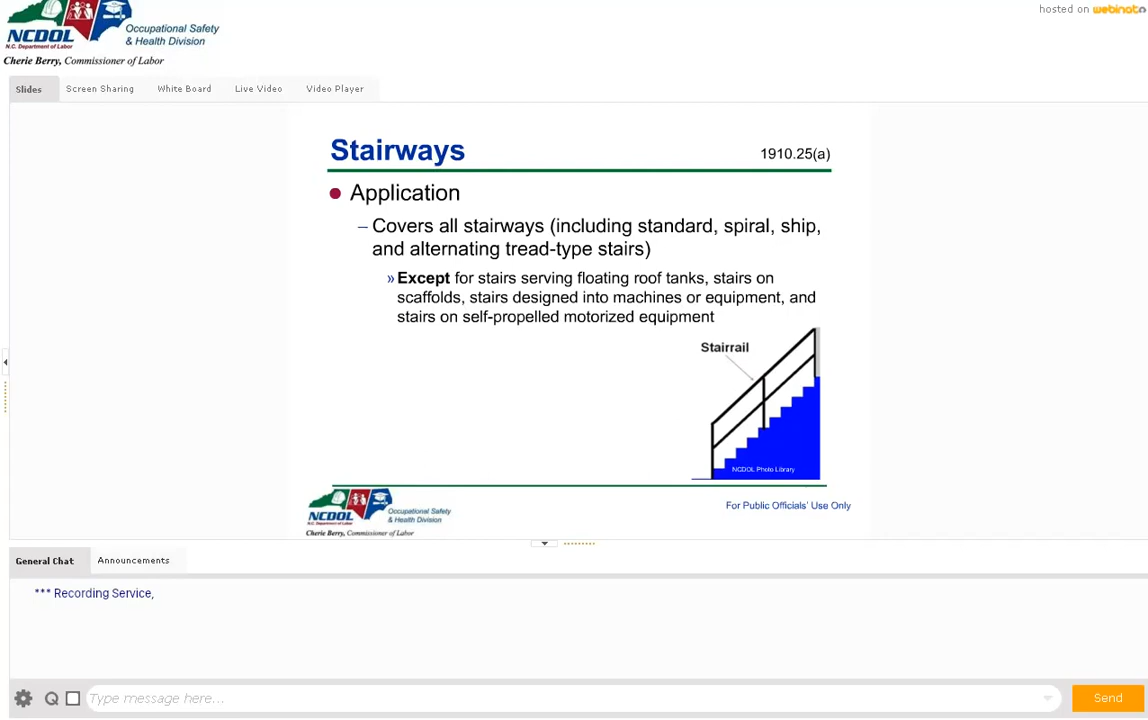 hosted on webinato
NCDOL
N.C. Department of Labor
Occupational Safety
& Health Division
Cherie Berry, Commissioner of Labor
Slides
Screen Sharing
White Board
Live Video
Video Player
Stairways
1910.25(a)
Application
– Covers all stairways (including standard, spiral, ship,
and alternating tread-type stairs)
» Except for stairs serving floating roof tanks, stairs on
scaffolds, stairs designed into machines or equipment, and
stairs on self-propelled motorized equipment
Stairrail
NCDOL Photo Library
NCDOL
N.C. Department of Labor
Occupational Safety
& Health Division
Cherie Berry, Commissioner of Labor
For Public Officials' Use Only
General Chat
Announcements
*** Recording Service,
Q
Type message here...
Send